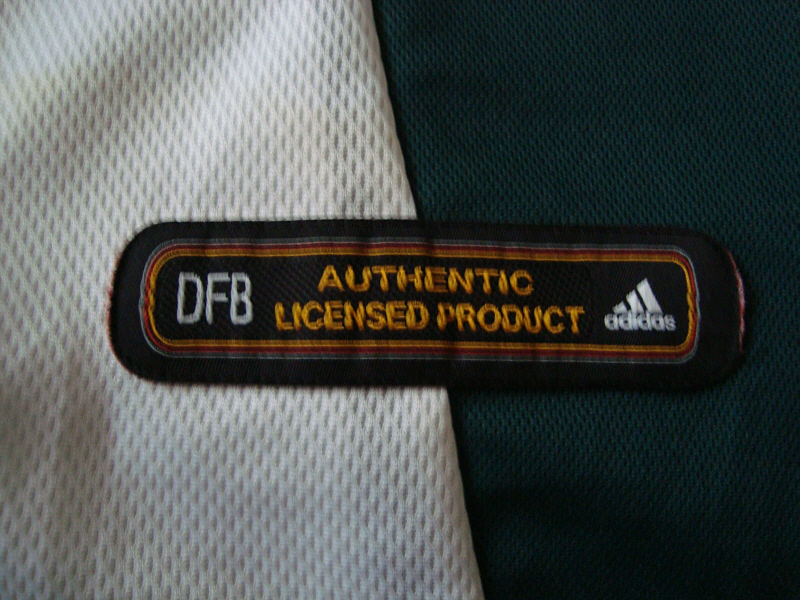 DFB
AUTHENTIC
LICENSED PRODUCT
adidas